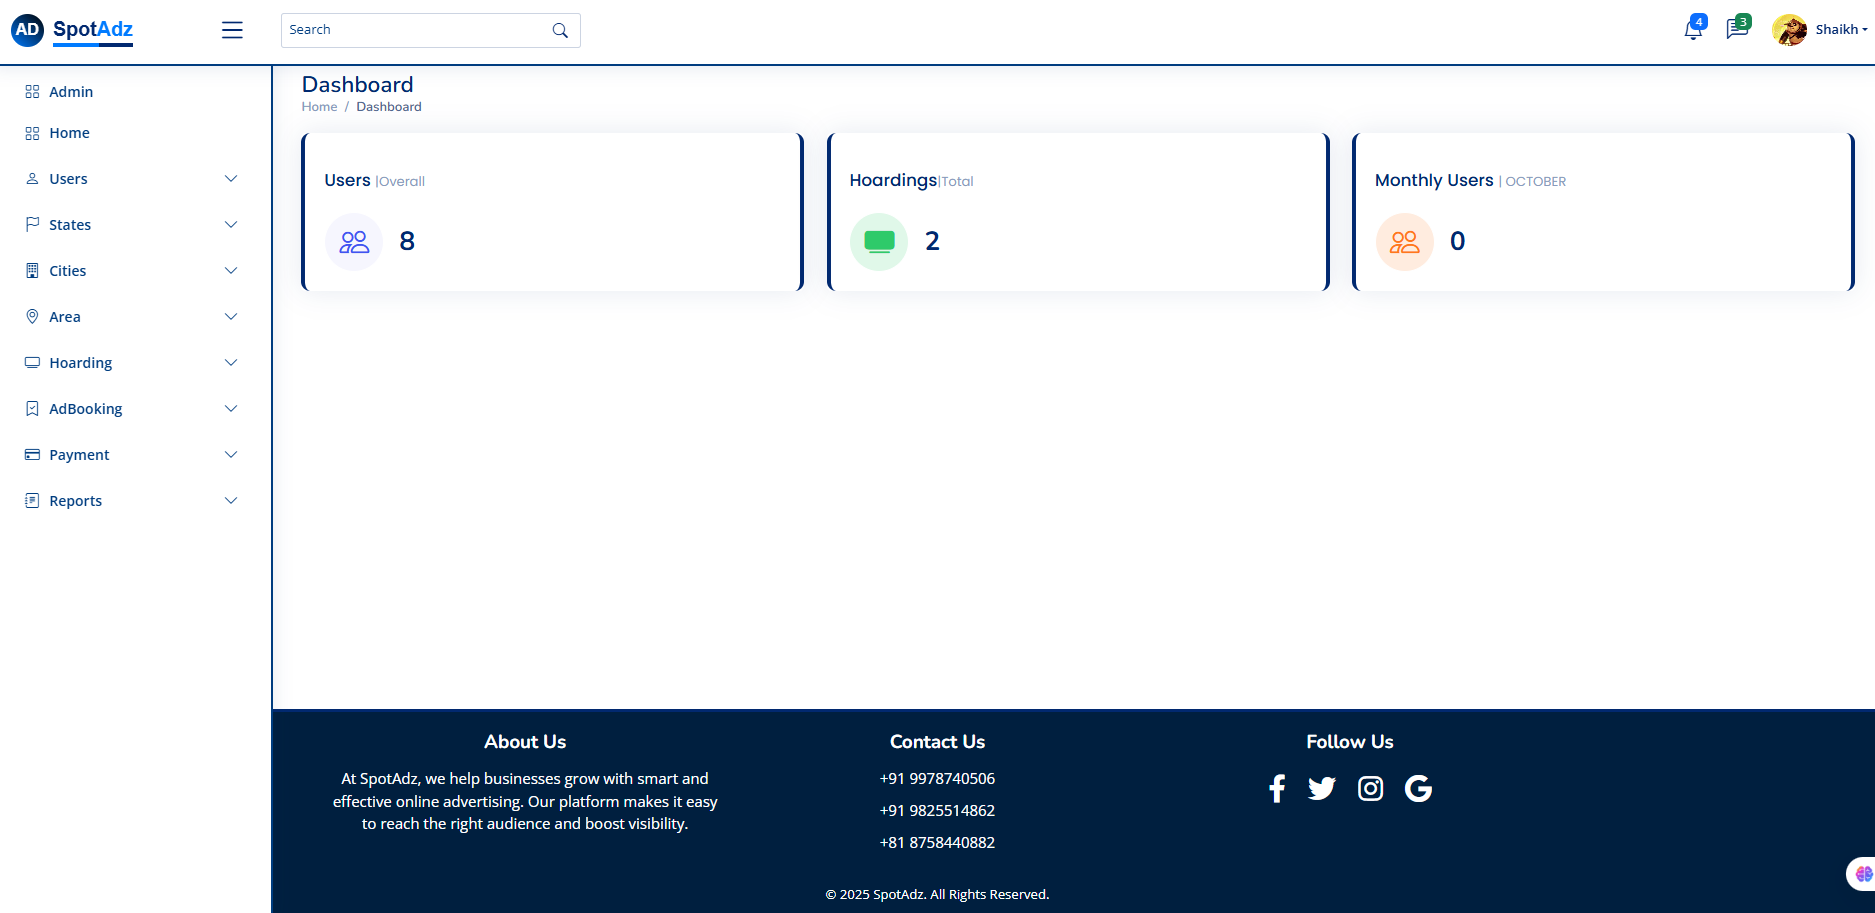 AD SpotAdz
Search
4
3
Shaikh
Admin
Home
Users
States
Cities
Area
Hoarding
AdBooking
Payment
Reports
Dashboard
Home / Dashboard
Users |Overall
8
Hoardings|Total
2
Monthly Users | OCTOBER
0
About Us
At SpotAdz, we help businesses grow with smart and
effective online advertising. Our platform makes it easy
to reach the right audience and boost visibility.
Contact Us
+91 9978740506
+91 9825514862
+81 8758440882
Follow Us
© 2025 SpotAdz. All Rights Reserved.